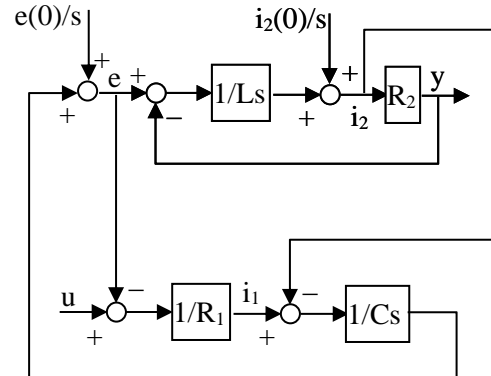 e(0)/s
i₂(0)/s
+
e
+
+
y
+
−
1/Ls
+
i₂
R₂
u
−
+
1/R₁
i₁
+
−
1/Cs